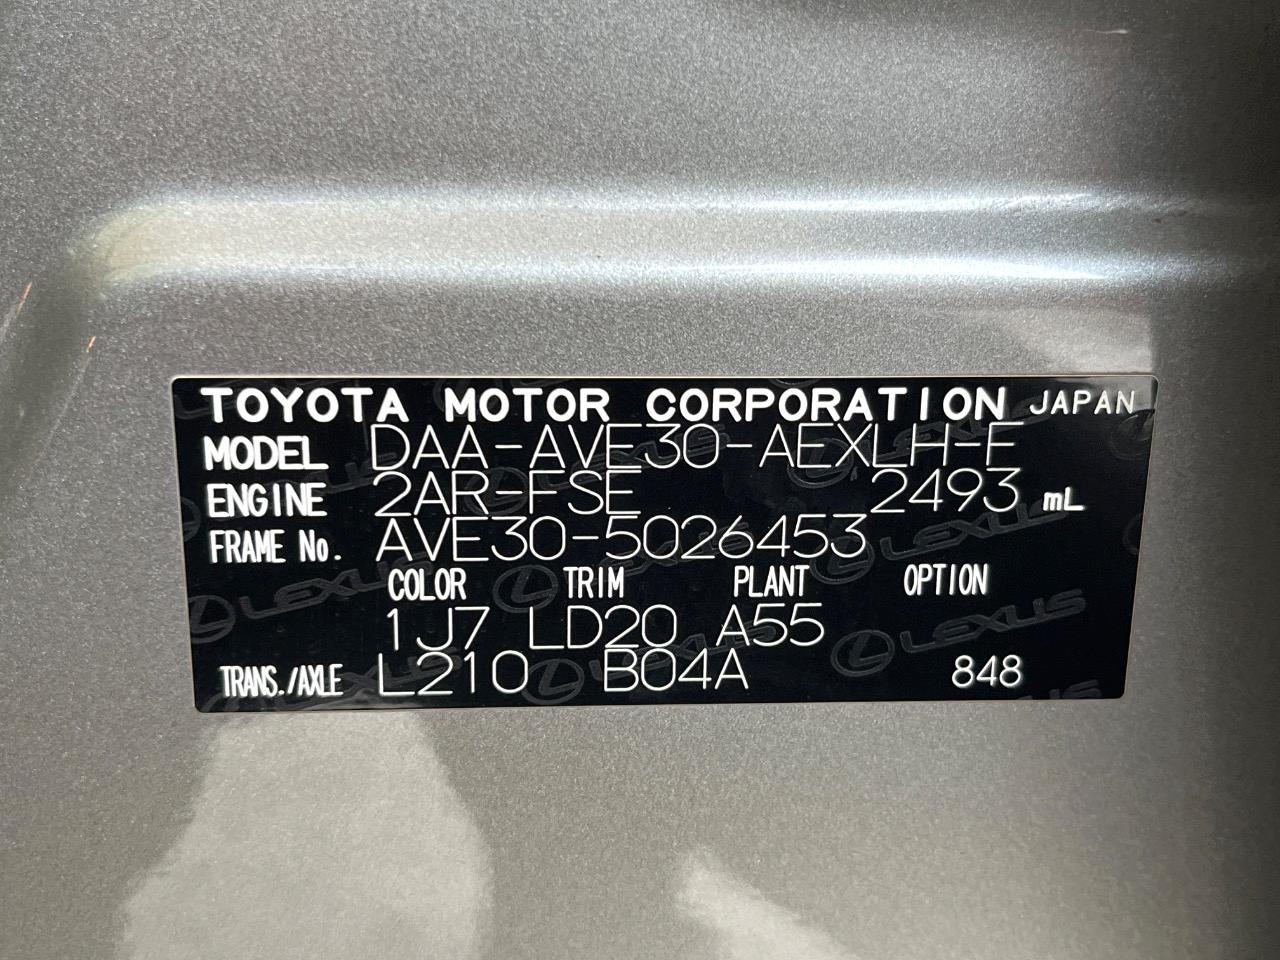 TOYOTA MOTOR CORPORATION JAPAN
MODEL DAA-AVE30-AEXLH-F
ENGINE 2AR-FSE 2493 mL
FRAME No. AVE30-5026453
COLOR TRIM PLANT OPTION
1J7 LD20 A55
TRANS./AXLE L210 B04A 848
LEXUS